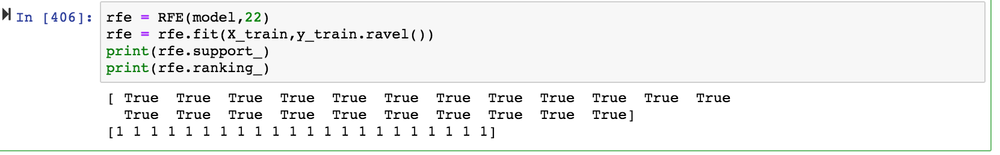 In [406]: rfe = RFE(model,22)
rfe = rfe.fit(X_train,y_train.ravel())
print(rfe.support_)
print(rfe.ranking_)
[ True True True True True True True True True True True True
True True True True True True True True True True]
[1 1 1 1 1 1 1 1 1 1 1 1 1 1 1 1 1 1 1 1 1 1]